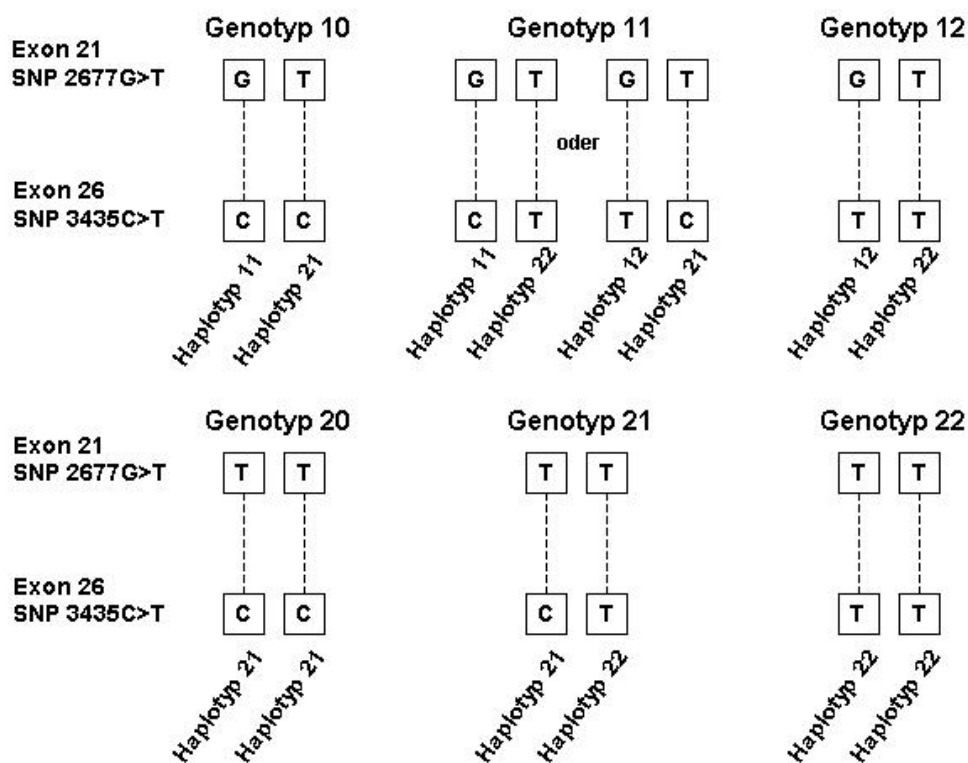 Genotyp 10 Genotyp 11 Genotyp 12
Exon 21
SNP 2677G>T G T G T G T G T
oder
Exon 26
SNP 3435C>T C C C T T C T T
Haplotyp 11 Haplotyp 21 Haplotyp 11 Haplotyp 22 Haplotyp 12 Haplotyp 21 Haplotyp 12 Haplotyp 22
Genotyp 20 Genotyp 21 Genotyp 22
Exon 21
SNP 2677G>T T T T T T T
Exon 26
SNP 3435C>T C C C T T T
Haplotyp 21 Haplotyp 21 Haplotyp 21 Haplotyp 22 Haplotyp 22 Haplotyp 22